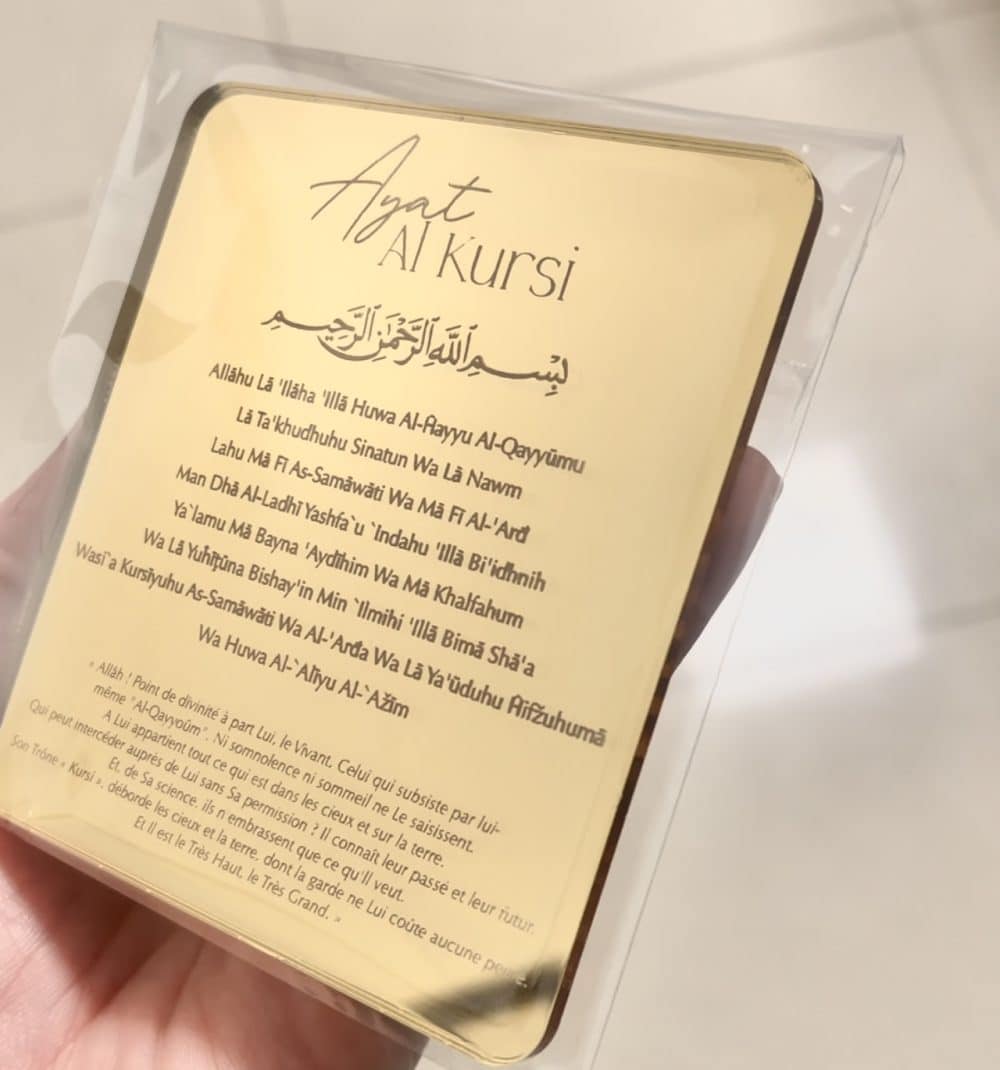 Ayat
Al Kursi
بِسْمِ ٱللَّهِ ٱلرَّحْمَٰنِ ٱلرَّحِيمِ
Allāhu Lā 'Ilāha 'Illā Huwa Al-Ĥayyu Al-Qayyūmu
Lā Ta'khudhuhu Sinatun Wa Lā Nawm
Lahu Mā Fī As-Samāwāti Wa Mā Fī Al-'Arđ
Man Dhā Al-Ladhī Yashfa`u `Indahu 'Illā Bi'idhnih
Ya`lamu Mā Bayna 'Aydīhim Wa Mā Khalfahum
Wa Lā Yuĥīţūna Bishay'in Min `Ilmihi 'Illā Bimā Shā'a
Wasi`a Kursīyuhu As-Samāwāti Wa Al-'Arđa Wa Lā Ya'ūduhu Ĥifžuhumā
Wa Huwa Al-`Alīyu Al-`Ažīm
« Allâh ! Point de divinité à part Lui, le Vivant, Celui qui subsiste par lui-
même "Al-Qayyoûm". Ni somnolence ni sommeil ne Le saisissent.
A Lui appartient tout ce qui est dans les cieux et sur la terre.
Qui peut intercéder auprès de Lui sans Sa permission ? Il connaît leur passé et leur futur.
Et, de Sa science, ils n'embrassent que ce qu'Il veut.
Son Trône « Kursi », déborde les cieux et la terre, dont la garde ne Lui coûte aucune peine.
Et Il est le Très Haut, le Très Grand. »